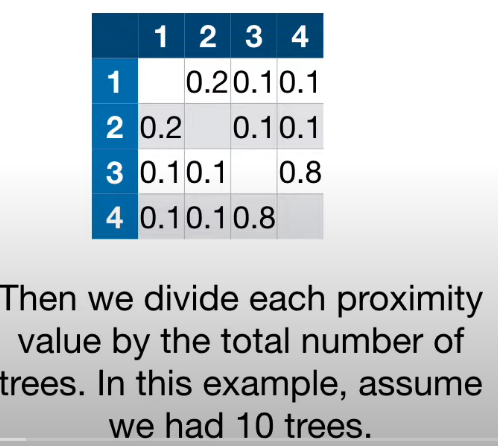 1 2 3 4
1 0.2 0.1 0.1
2 0.2 0.1 0.1
3 0.1 0.1 0.8
4 0.1 0.1 0.8
Then we divide each proximity
value by the total number of
trees. In this example, assume
we had 10 trees.